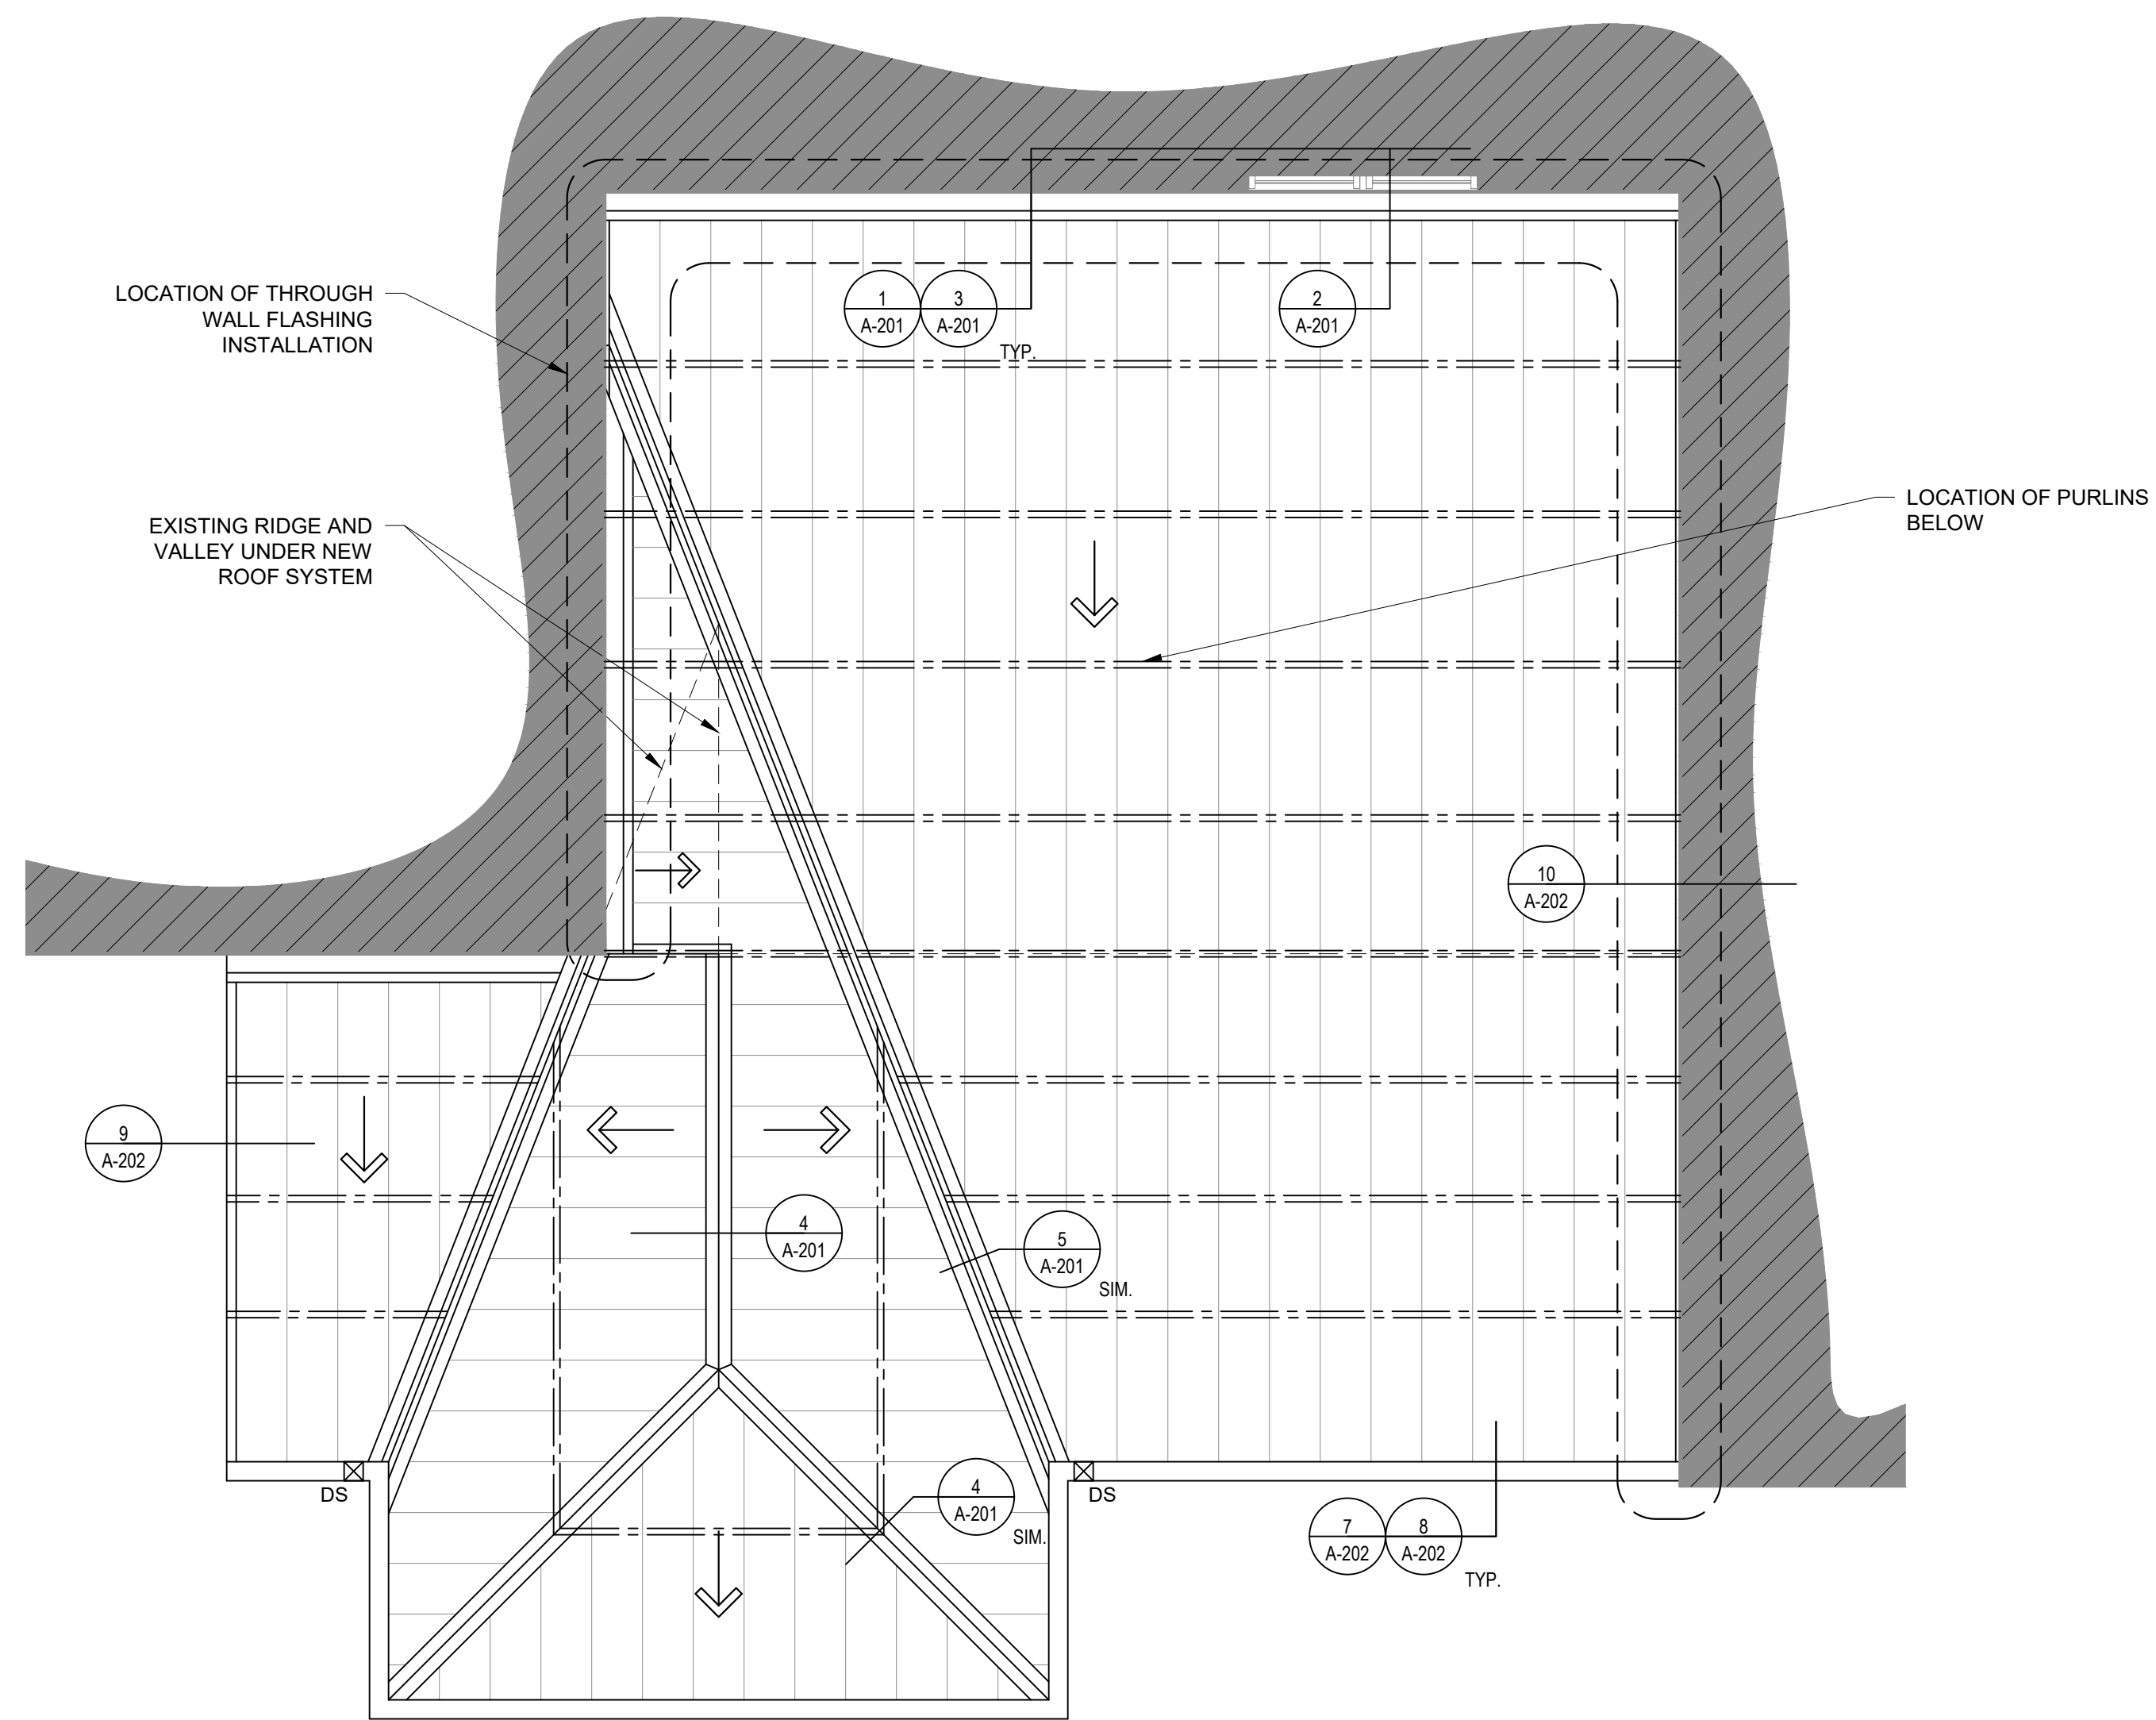 LOCATION OF THROUGH
WALL FLASHING
INSTALLATION
1
A-201
3
A-201
TYP.
2
A-201
EXISTING RIDGE AND
VALLEY UNDER NEW
ROOF SYSTEM
LOCATION OF PURLINS
BELOW
10
A-202
9
A-202
4
A-201
5
A-201
SIM.
DS
4
A-201
SIM.
DS
7
A-202
8
A-202
TYP.